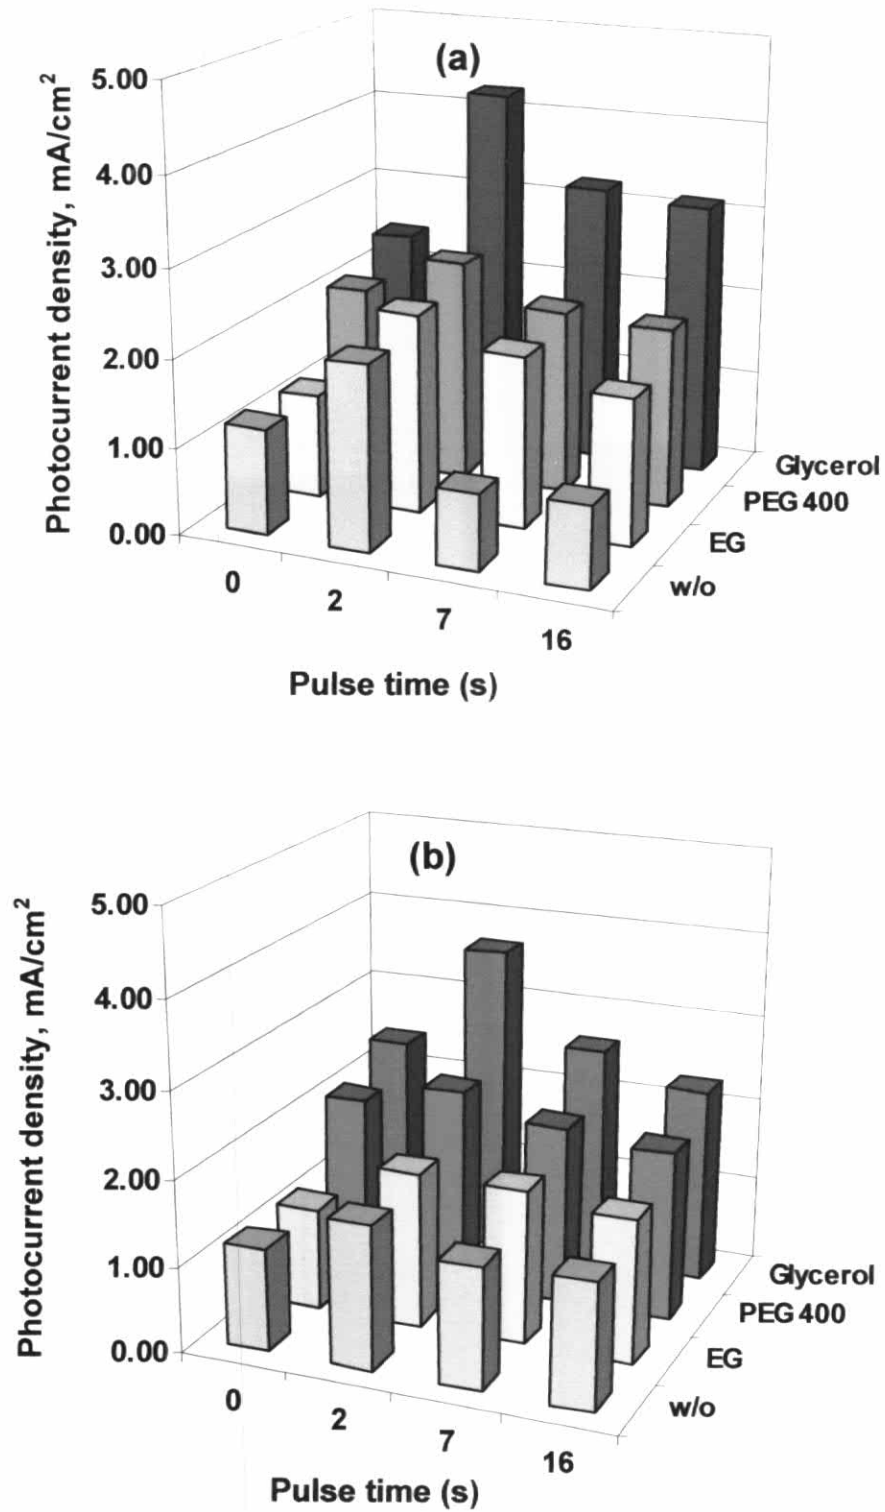 (a)
Photocurrent density, mA/cm²
5.00
4.00
3.00
2.00
1.00
0.00
0
2
7
16
Glycerol
PEG 400
EG
w/o
Pulse time (s)
(b)
Photocurrent density, mA/cm²
5.00
4.00
3.00
2.00
1.00
0.00
0
2
7
16
Glycerol
PEG 400
EG
w/o
Pulse time (s)